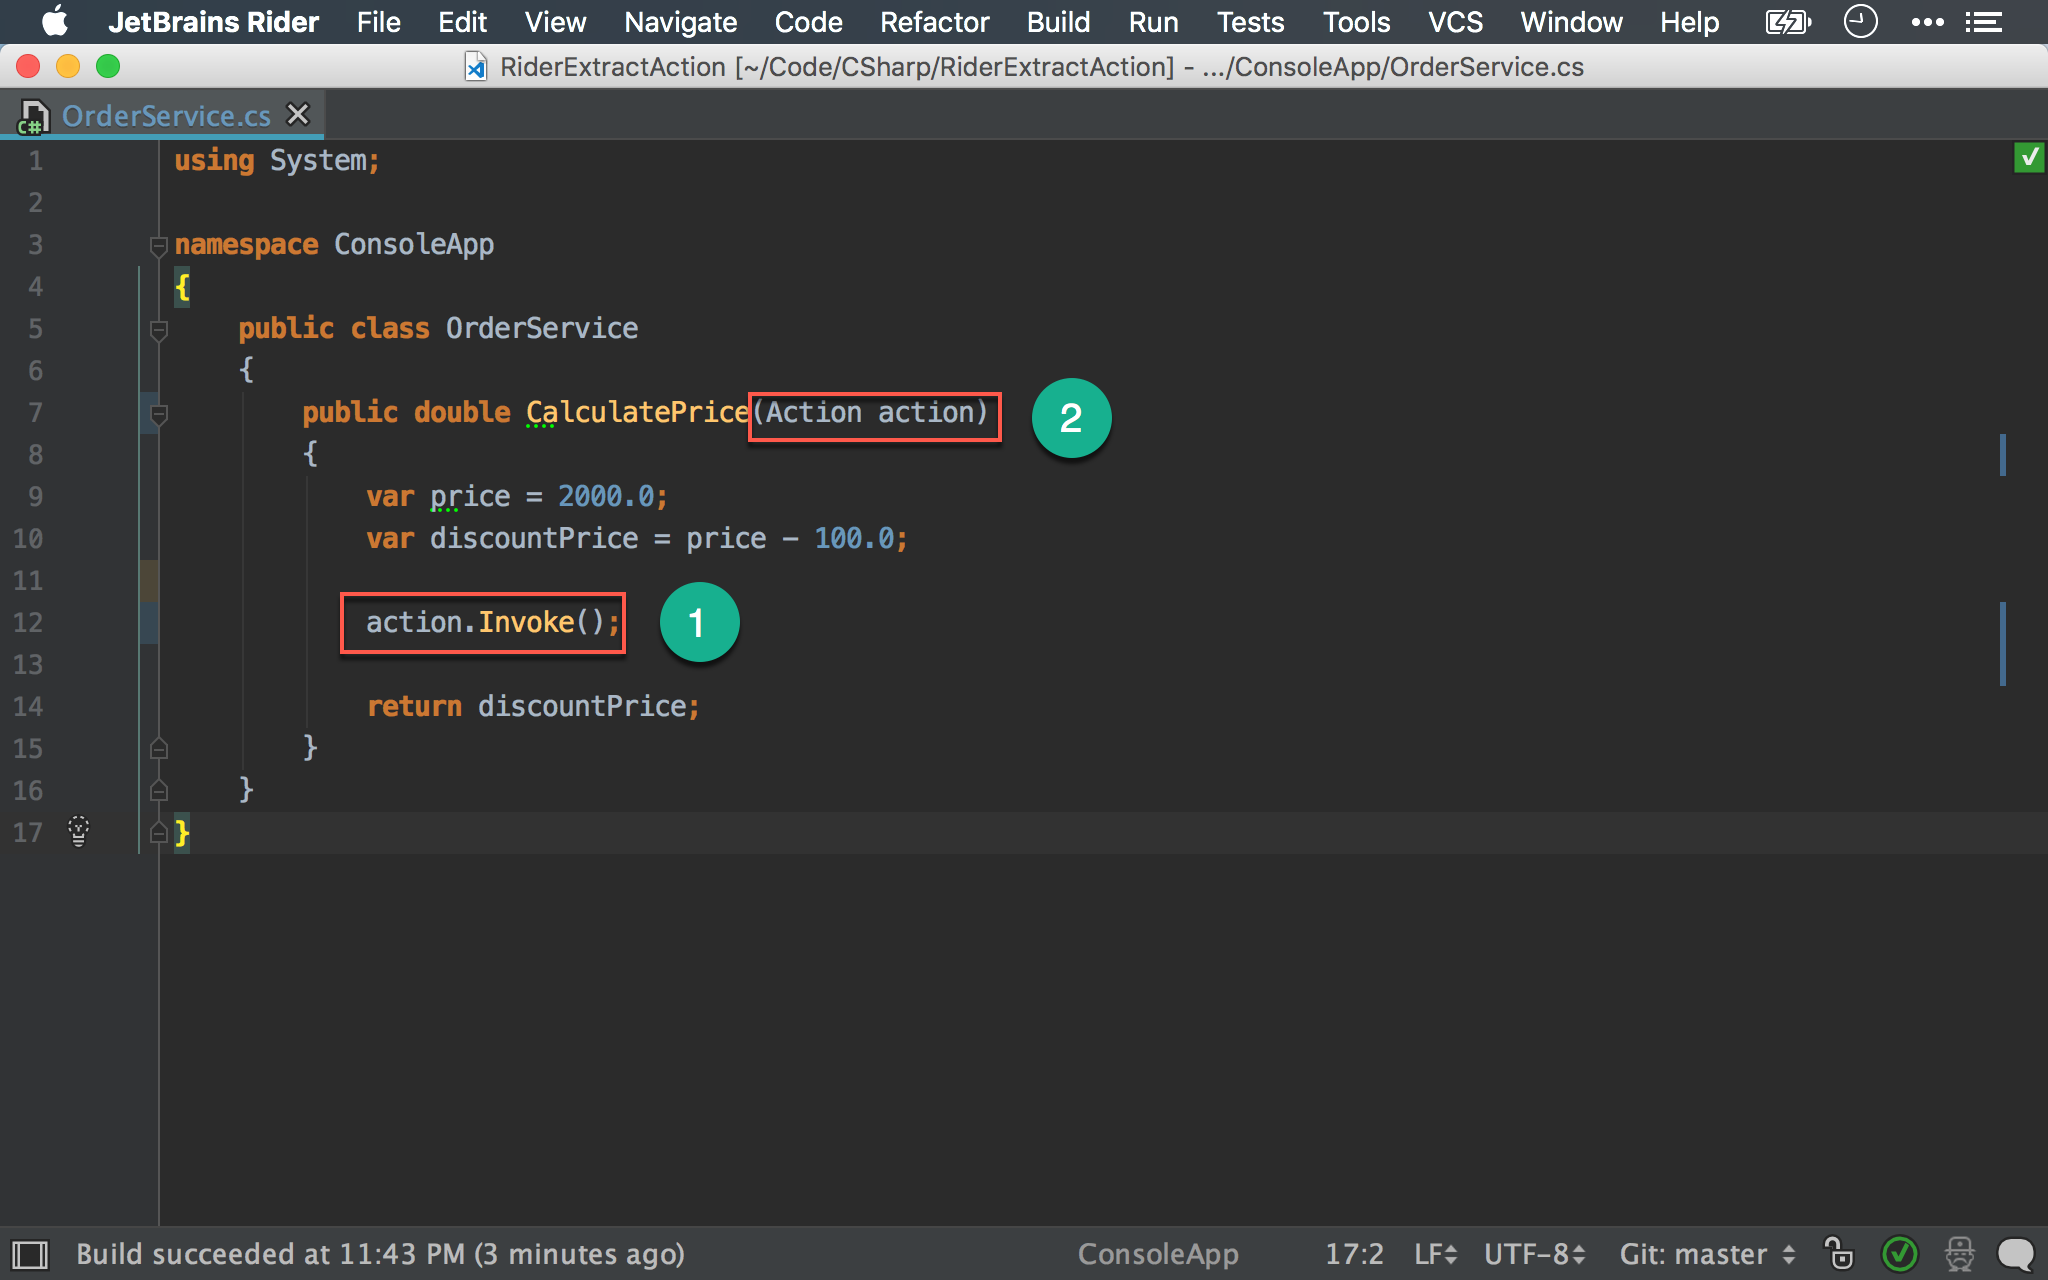 JetBrains Rider File Edit View Navigate Code Refactor Build Run Tests Tools VCS Window Help
RiderExtractAction [~/Code/CSharp/RiderExtractAction] - .../ConsoleApp/OrderService.cs
C# OrderService.cs
1 using System;
2
3 namespace ConsoleApp
4 {
5 public class OrderService
6 {
7 public double CalculatePrice(Action action) 2
8 {
9 var price = 2000.0;
10 var discountPrice = price - 100.0;
11
12 action.Invoke(); 1
13
14 return discountPrice;
15 }
16 }
17 }
Build succeeded at 11:43 PM (3 minutes ago) ConsoleApp 17:2 LF UTF-8 Git: master